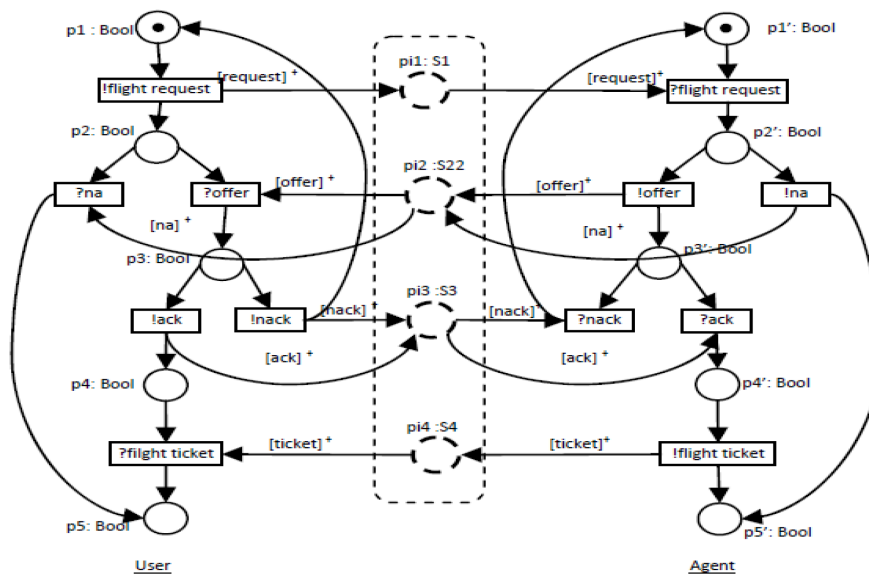 p1 : Bool
p1’: Bool
pi1: S1
[request] +
[request]+
!flight request
?flight request
p2: Bool
p2’: Bool
pi2 :S22
?na
?offer
[offer] +
[offer]+
!offer
!na
[na] +
[na] +
p3: Bool
p3’: Bool
pi3: S3
!ack
!nack
[nack] +
[nack]+
?nack
?ack
[ack] +
[ack] +
p4: Bool
p4’: Bool
pi4 :S4
?filght ticket
[ticket]+
[ticket]+
!flight ticket
p5: Bool
p5’: Bool
User
Agent